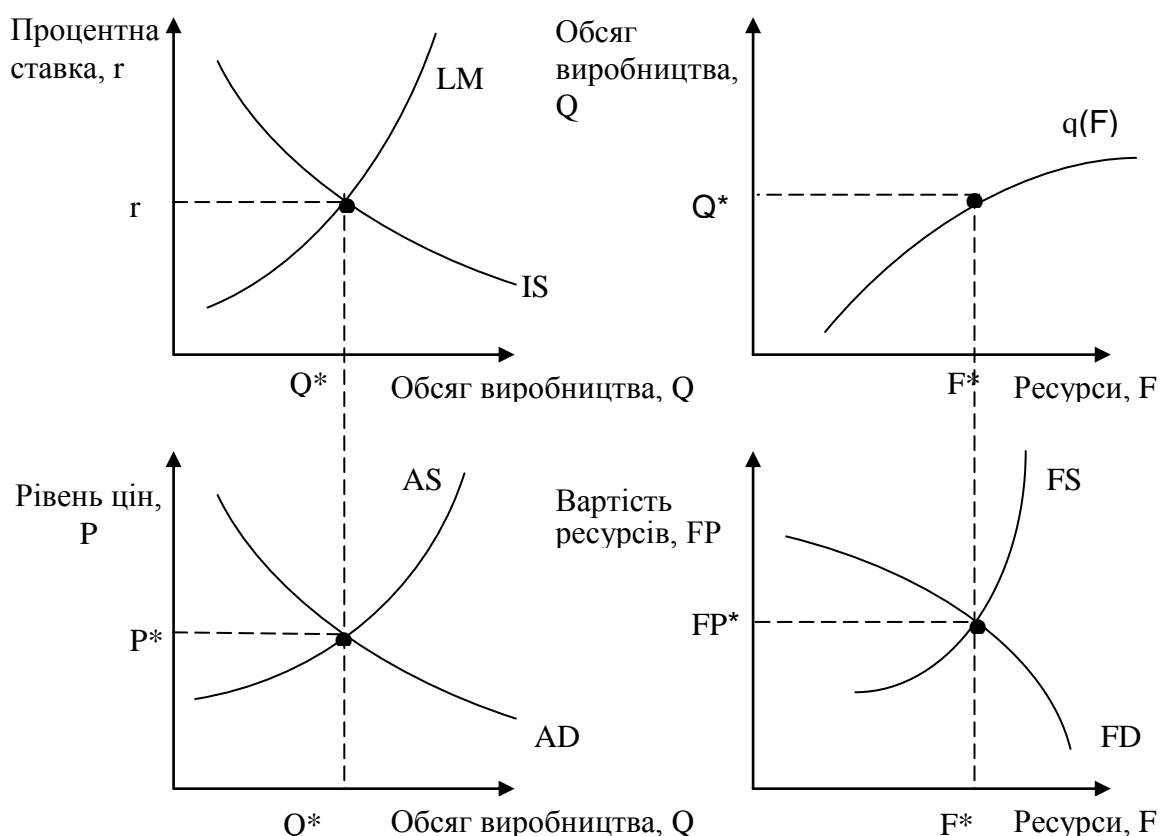 Процентна
ставка, r
LM
r
IS
Q*
Обсяг виробництва, Q
Обсяг
виробництва,
Q
q(F)
Q*
F*
Ресурси, F
Рівень цін,
P
AS
P*
AD
Q*
Обсяг виробництва, Q
Вартість
ресурсів, FP
FS
FP*
FD
F*
Ресурси, F